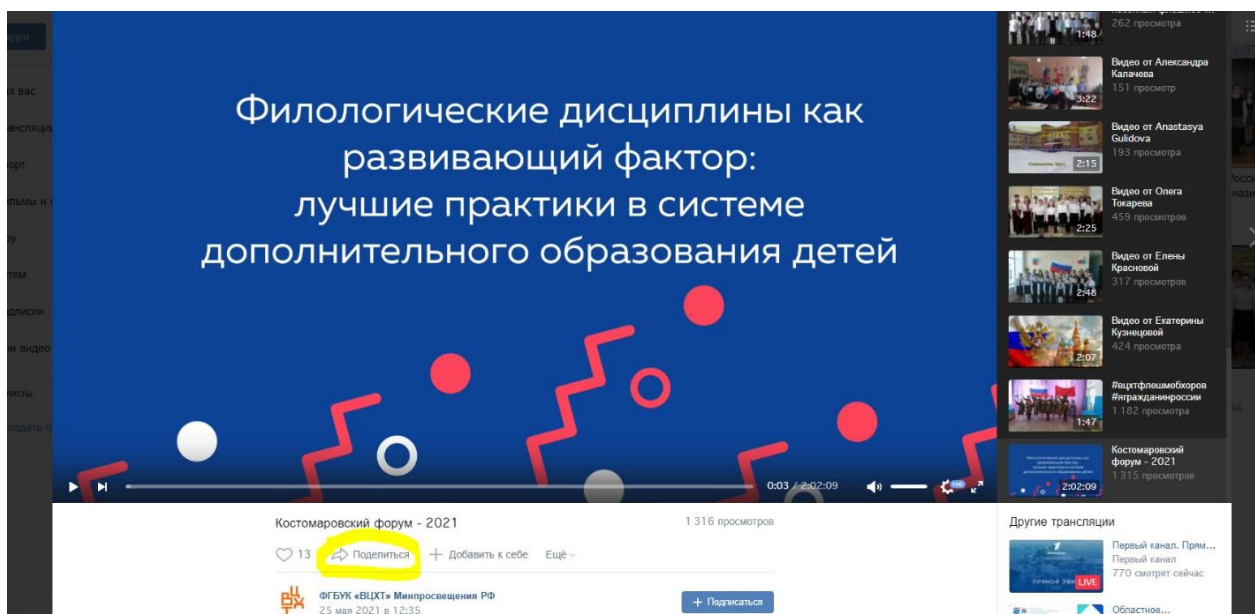 Филологические дисциплины как
развивающий фактор:
лучшие практики в системе
дополнительного образования детей
0:03 / 2:02:09
Костомаровский форум - 2021
1 316 просмотров
13
Поделиться
Добавить к себе
Ещё
ФГБУК «ВЦХТ» Минпросвещения РФ
25 мая 2021 в 12:35
+ Подписаться
1:48
262 просмотра
3:22
Видео от Александра
Калачева
151 просмотр
2:15
Видео от Anastasya
Gulidova
193 просмотра
2:25
Видео от Олега
Токарева
459 просмотров
2:48
Видео от Елены
Красновой
317 просмотров
2:07
Видео от Екатерины
Кузнецовой
424 просмотра
1:47
#вцхтфлешмобхоров
#ягражданинроссии
1 182 просмотра
2:02:09
Костомаровский
форум - 2021
1 315 просмотров
Другие трансляции
LIVE
Первый канал. Прям...
Первый канал
770 смотрят сейчас
Областное...